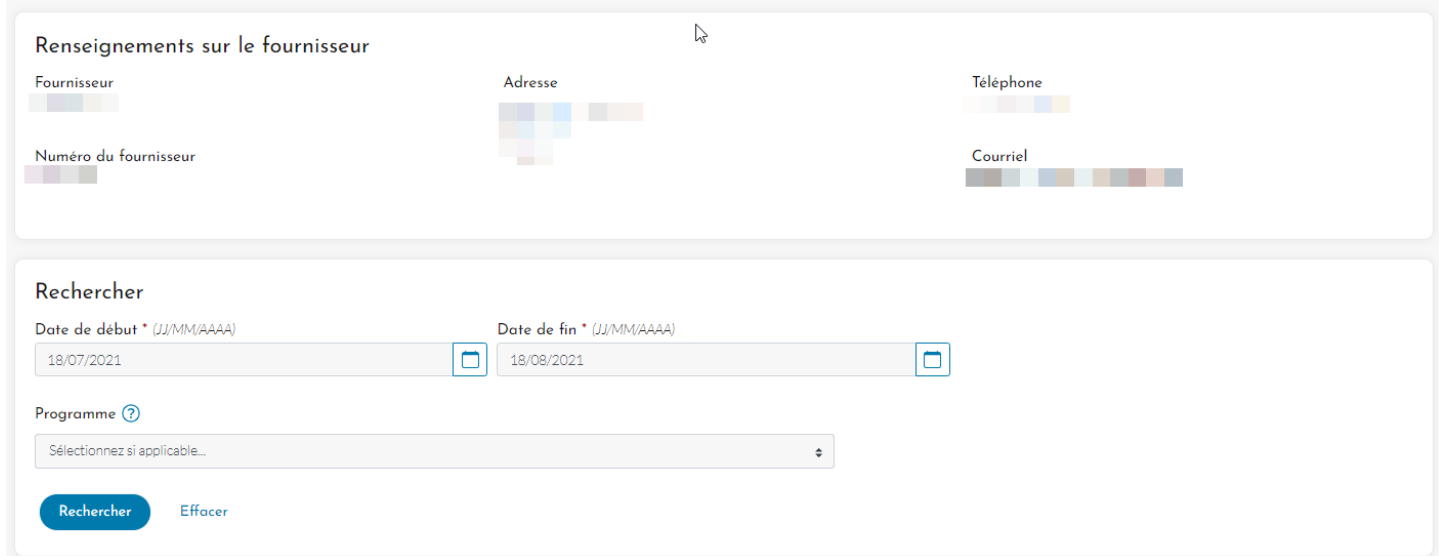 Renseignements sur le fournisseur
Fournisseur
Adresse
Téléphone
Numéro du fournisseur
Courriel
Rechercher
Date de début * (JJ/MM/AAAA)
Date de fin * (JJ/MM/AAAA)
18/07/2021
18/08/2021
Programme ?
Sélectionnez si applicable...
Rechercher
Effacer